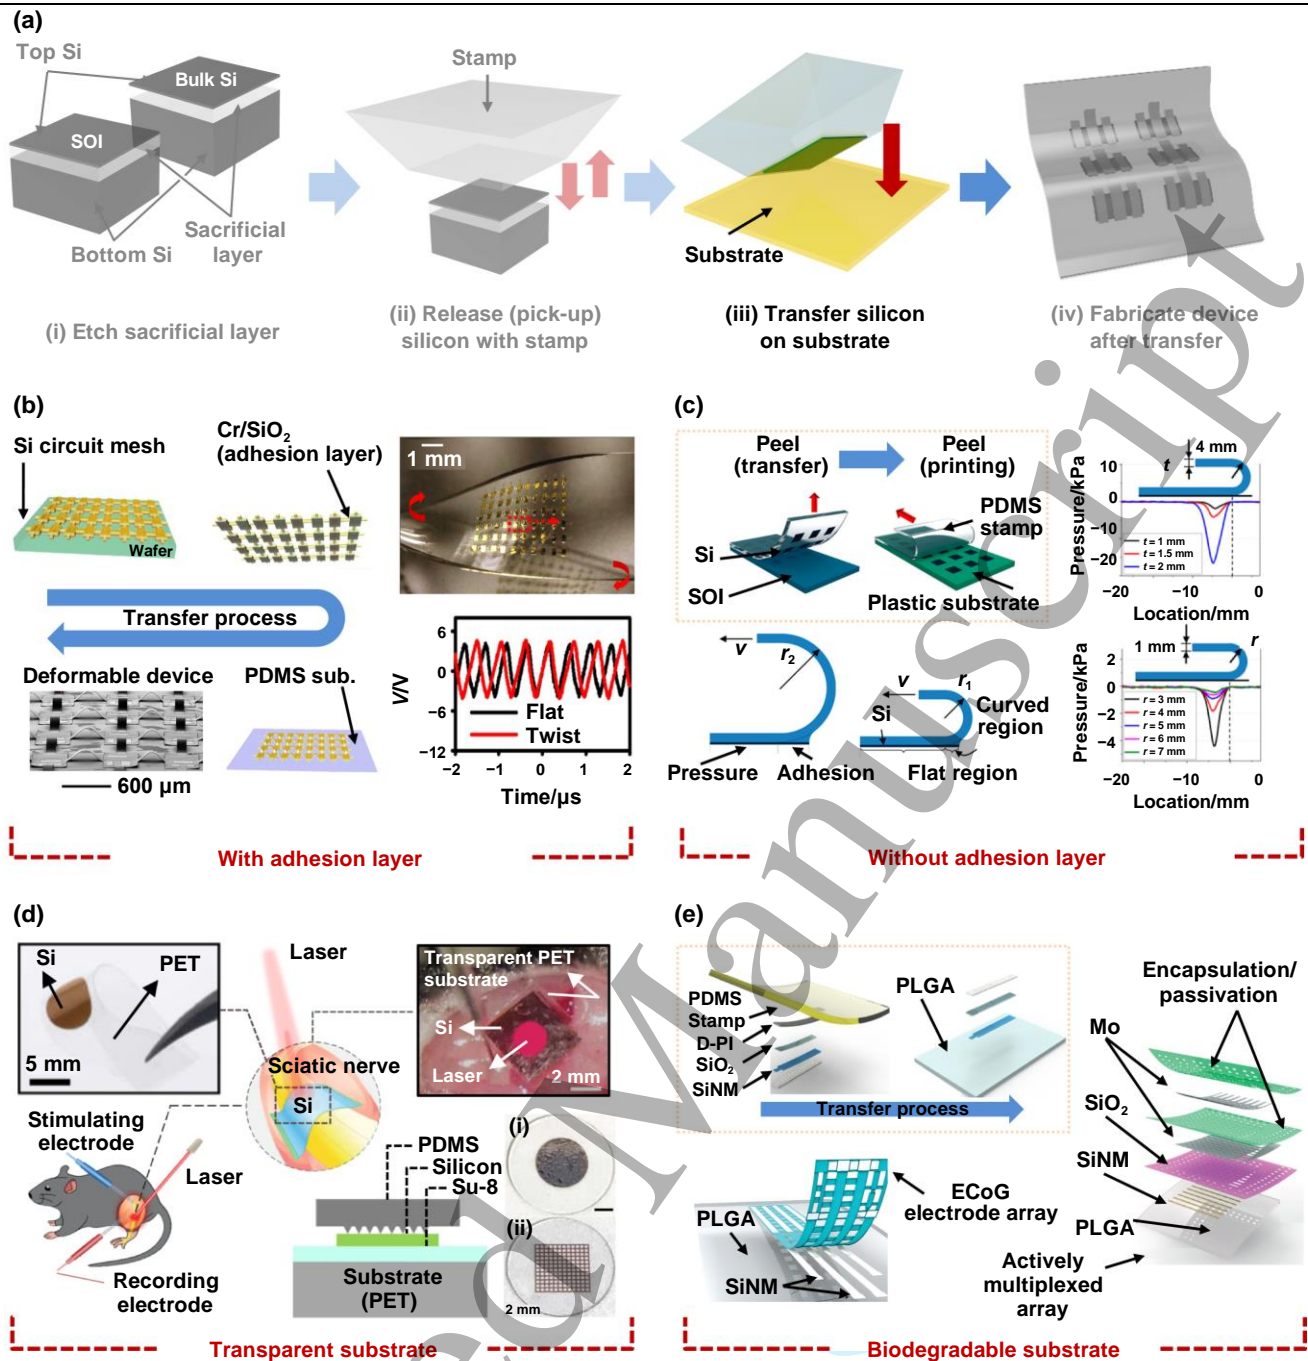 (a)
Top Si
Bulk Si
SOI
Bottom Si
Sacrificial
layer
(i) Etch sacrificial layer
Stamp
(ii) Release (pick-up)
silicon with stamp
Substrate
(iii) Transfer silicon
on substrate
(iv) Fabricate device
after transfer
(b)
Si circuit mesh
Wafer
Cr/SiO2
(adhesion layer)
Transfer process
Deformable device
600 μm
PDMS sub.
1 mm
V/V
6
0
−6
−12
Flat
Twist
−2
−1
0
1
2
Time/μs
With adhesion layer
(c)
Peel
(transfer)
Peel
(printing)
PDMS
stamp
Si
SOI
Plastic substrate
v
r2
Pressure
Adhesion
v
r1
Si
Curved
region
Flat region
Pressure/kPa
10
0
−10
−20
4 mm
t
t = 1 mm
t = 1.5 mm
t = 2 mm
−20
−10
0
Location/mm
Pressure/kPa
2
0
−2
−4
1 mm
r
r = 3 mm
r = 4 mm
r = 5 mm
r = 6 mm
r = 7 mm
−20
−10
0
Location/mm
Without adhesion layer
(d)
Si
PET
5 mm
Laser
Sciatic nerve
Si
Transparent PET
substrate
Si
Laser
2 mm
Stimulating
electrode
Laser
Recording
electrode
PDMS
Silicon
Su-8
Substrate
(PET)
(i)
(ii)
2 mm
Transparent substrate
(e)
PDMS
Stamp
D-PI
SiO2
SiNM
PLGA
Transfer process
PLGA
SiNM
ECoG
electrode array
Encapsulation/
passivation
Mo
SiO2
SiNM
PLGA
Actively
multiplexed
array
Biodegradable substrate
ed Manuscript